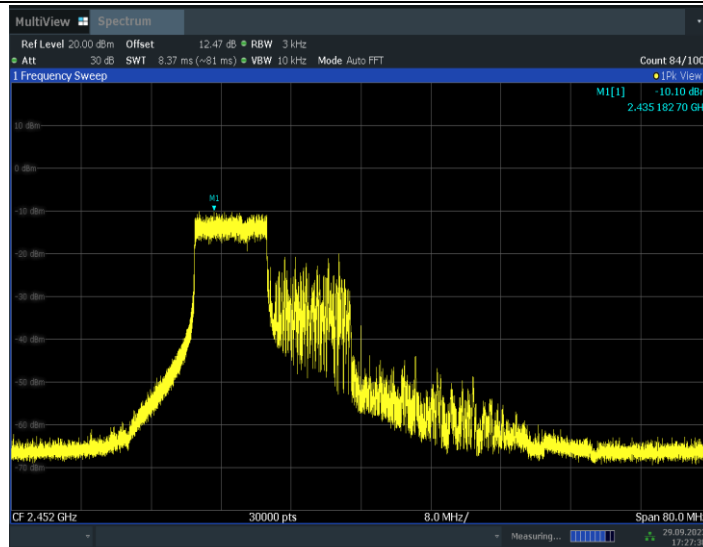 MultiView Spectrum
Ref Level 20.00 dBm Offset 12.47 dB RBW 3 kHz
Att 30 dB SWT 8.37 ms (~81 ms) VBW 10 kHz Mode Auto FFT Count 84/100
1 Frequency Sweep 1Pk View
M1[1] -10.10 dBm
2.435 182 70 GH
10 dBm
0 dBm
M1
-10 dBm
-20 dBm
-30 dBm
-40 dBm
-50 dBm
-60 dBm
-70 dBm
CF 2.452 GHz 30000 pts 8.0 MHz/ Span 80.0 MH
Measuring... 29.09.202
17:27:3